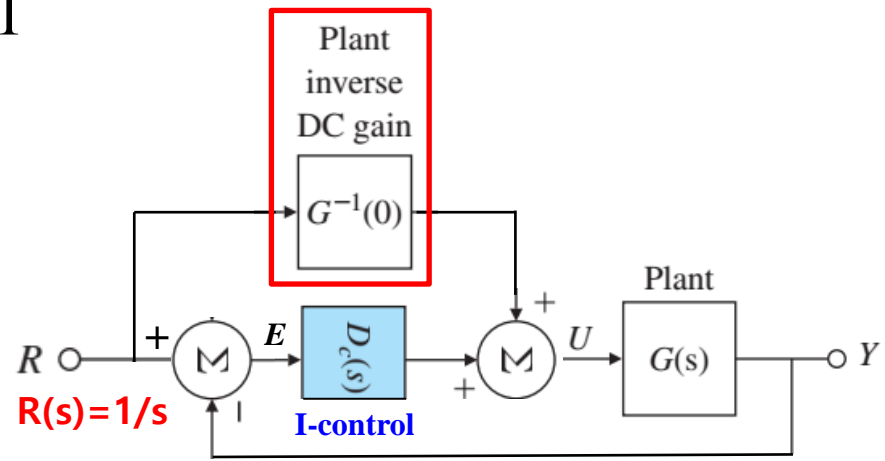 Plant
inverse
DC gain
G⁻¹(0)
Plant
+
+
E
U
R
Σ
D_c(s)
Σ
G(s)
Y
+
R(s)=1/s
−
I-control